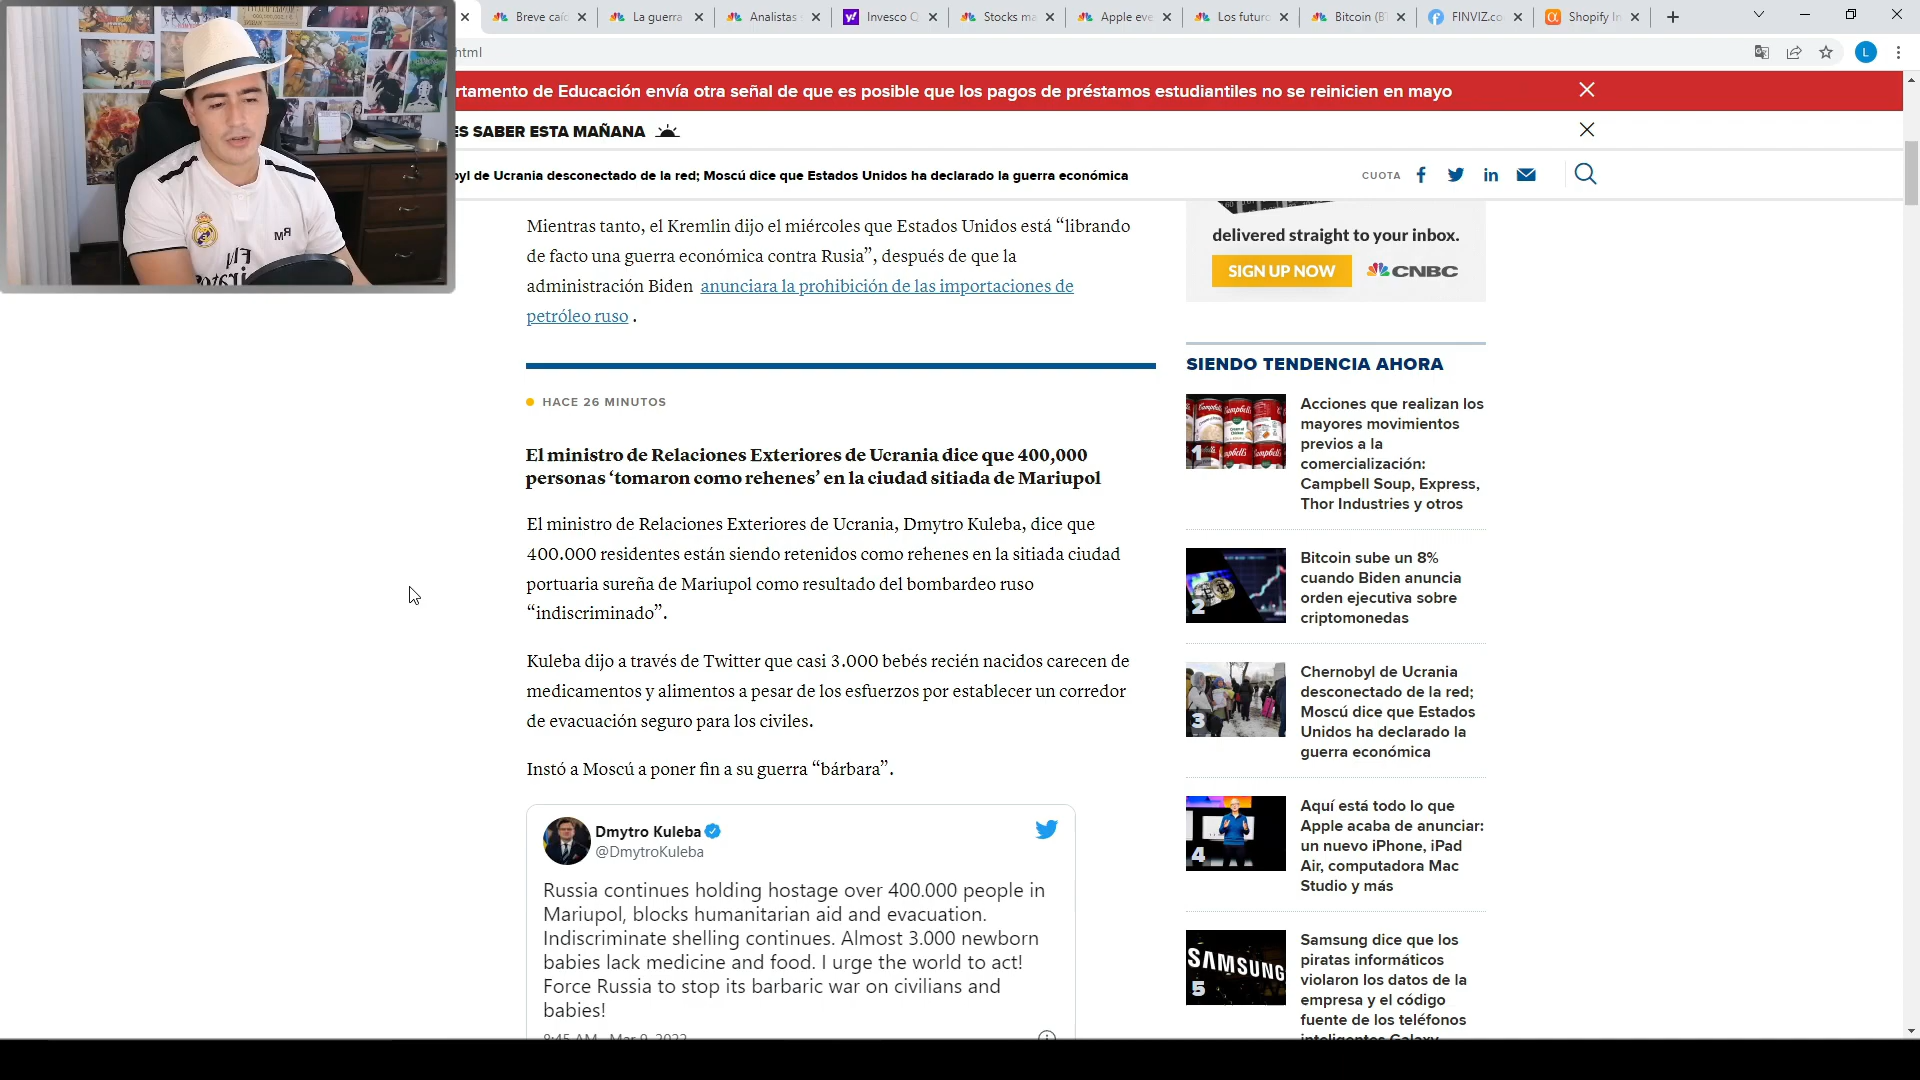 Breve caí
La guerra
Analistas
Invesco Q
Stocks ma
Apple eve
Los futuro
Bitcoin (B
FINVIZ.co
Shopify In
html
L
rtamento de Educación envía otra señal de que es posible que los pagos de préstamos estudiantiles no se reinicien en mayo
ES SABER ESTA MAÑANA
byl de Ucrania desconectado de la red; Moscú dice que Estados Unidos ha declarado la guerra económica
CUOTA
Mientras tanto, el Kremlin dijo el miércoles que Estados Unidos está “librando
de facto una guerra económica contra Rusia”, después de que la
administración Biden anunciara la prohibición de las importaciones de
petróleo ruso .
HACE 26 MINUTOS
El ministro de Relaciones Exteriores de Ucrania dice que 400,000
personas ‘tomaron como rehenes’ en la ciudad sitiada de Mariupol
El ministro de Relaciones Exteriores de Ucrania, Dmytro Kuleba, dice que
400.000 residentes están siendo retenidos como rehenes en la sitiada ciudad
portuaria sureña de Mariupol como resultado del bombardeo ruso
“indiscriminado”.
Kuleba dijo a través de Twitter que casi 3.000 bebés recién nacidos carecen de
medicamentos y alimentos a pesar de los esfuerzos por establecer un corredor
de evacuación seguro para los civiles.
Instó a Moscú a poner fin a su guerra “bárbara”.
Dmytro Kuleba
@DmytroKuleba
Russia continues holding hostage over 400.000 people in
Mariupol, blocks humanitarian aid and evacuation.
Indiscriminate shelling continues. Almost 3.000 newborn
babies lack medicine and food. I urge the world to act!
Force Russia to stop its barbaric war on civilians and
babies!
8:45 AM · Mar 9, 2022
delivered straight to your inbox.
SIGN UP NOW
CNBC
SIENDO TENDENCIA AHORA
1
Acciones que realizan los
mayores movimientos
previos a la
comercialización:
Campbell Soup, Express,
Thor Industries y otros
2
Bitcoin sube un 8%
cuando Biden anuncia
orden ejecutiva sobre
criptomonedas
3
Chernobyl de Ucrania
desconectado de la red;
Moscú dice que Estados
Unidos ha declarado la
guerra económica
4
Aquí está todo lo que
Apple acaba de anunciar:
un nuevo iPhone, iPad
Air, computadora Mac
Studio y más
SAMSUNG
5
Samsung dice que los
piratas informáticos
violaron los datos de la
empresa y el código
fuente de los teléfonos
inteligentes Galaxy